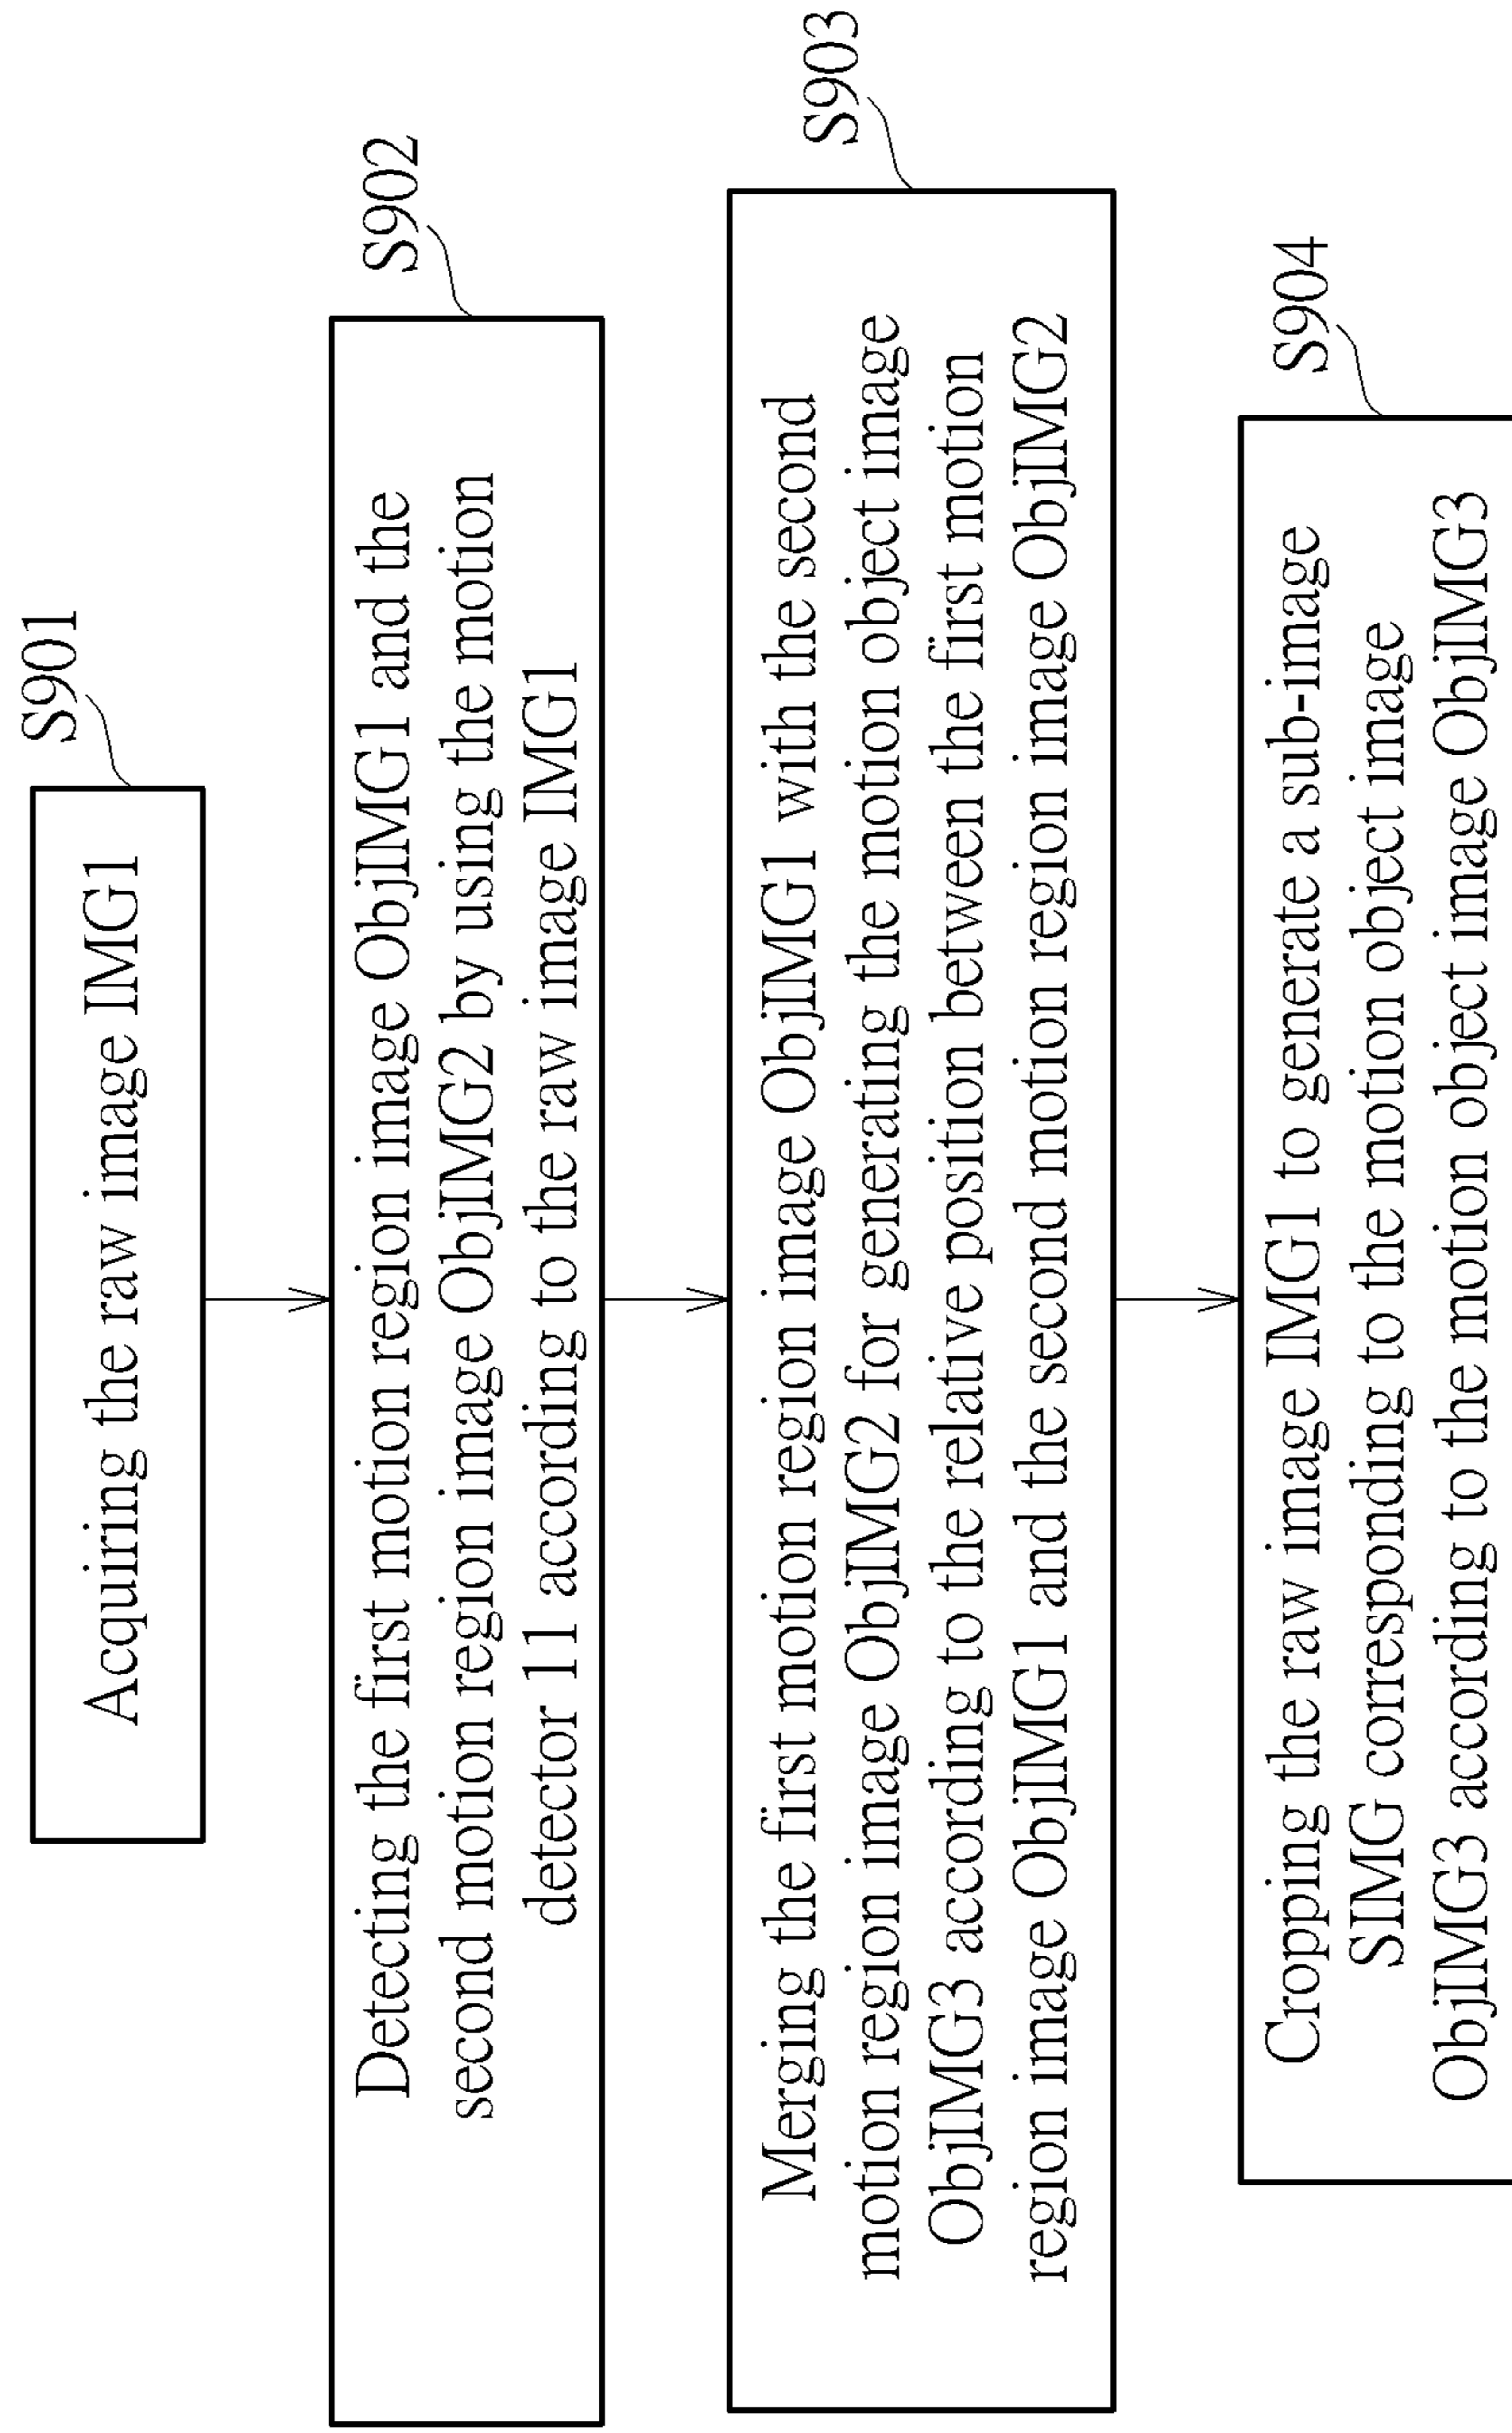 S901
Acquiring the raw image IMG1
S902
Detecting the first motion region image ObjIMG1 and the
second motion region image ObjIMG2 by using the motion
detector 11 according to the raw image IMG1
S903
Merging the first motion region image ObjIMG1 with the second
motion region image ObjIMG2 for generating the motion object image
ObjIMG3 according to the relative position between the first motion
region image ObjIMG1 and the second motion region image ObjIMG2
S904
Cropping the raw image IMG1 to generate a sub-image
SIMG corresponding to the motion object image
ObjIMG3 according to the motion object image ObjIMG3